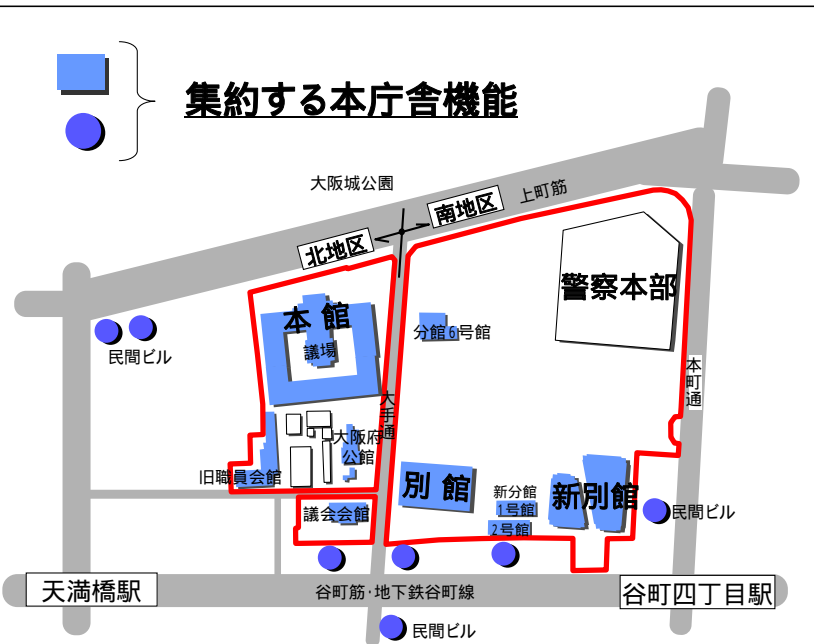 集約する本庁舎機能
大阪城公園
上町筋
南地区
北地区
警察本部
本館
議場
分館6号館
民間ビル
本町通
大手通
大阪府
公館
旧職員会館
別館
新分館
1号館
2号館
新別館
議会会館
民間ビル
天満橋駅
谷町筋・地下鉄谷町線
谷町四丁目駅
民間ビル